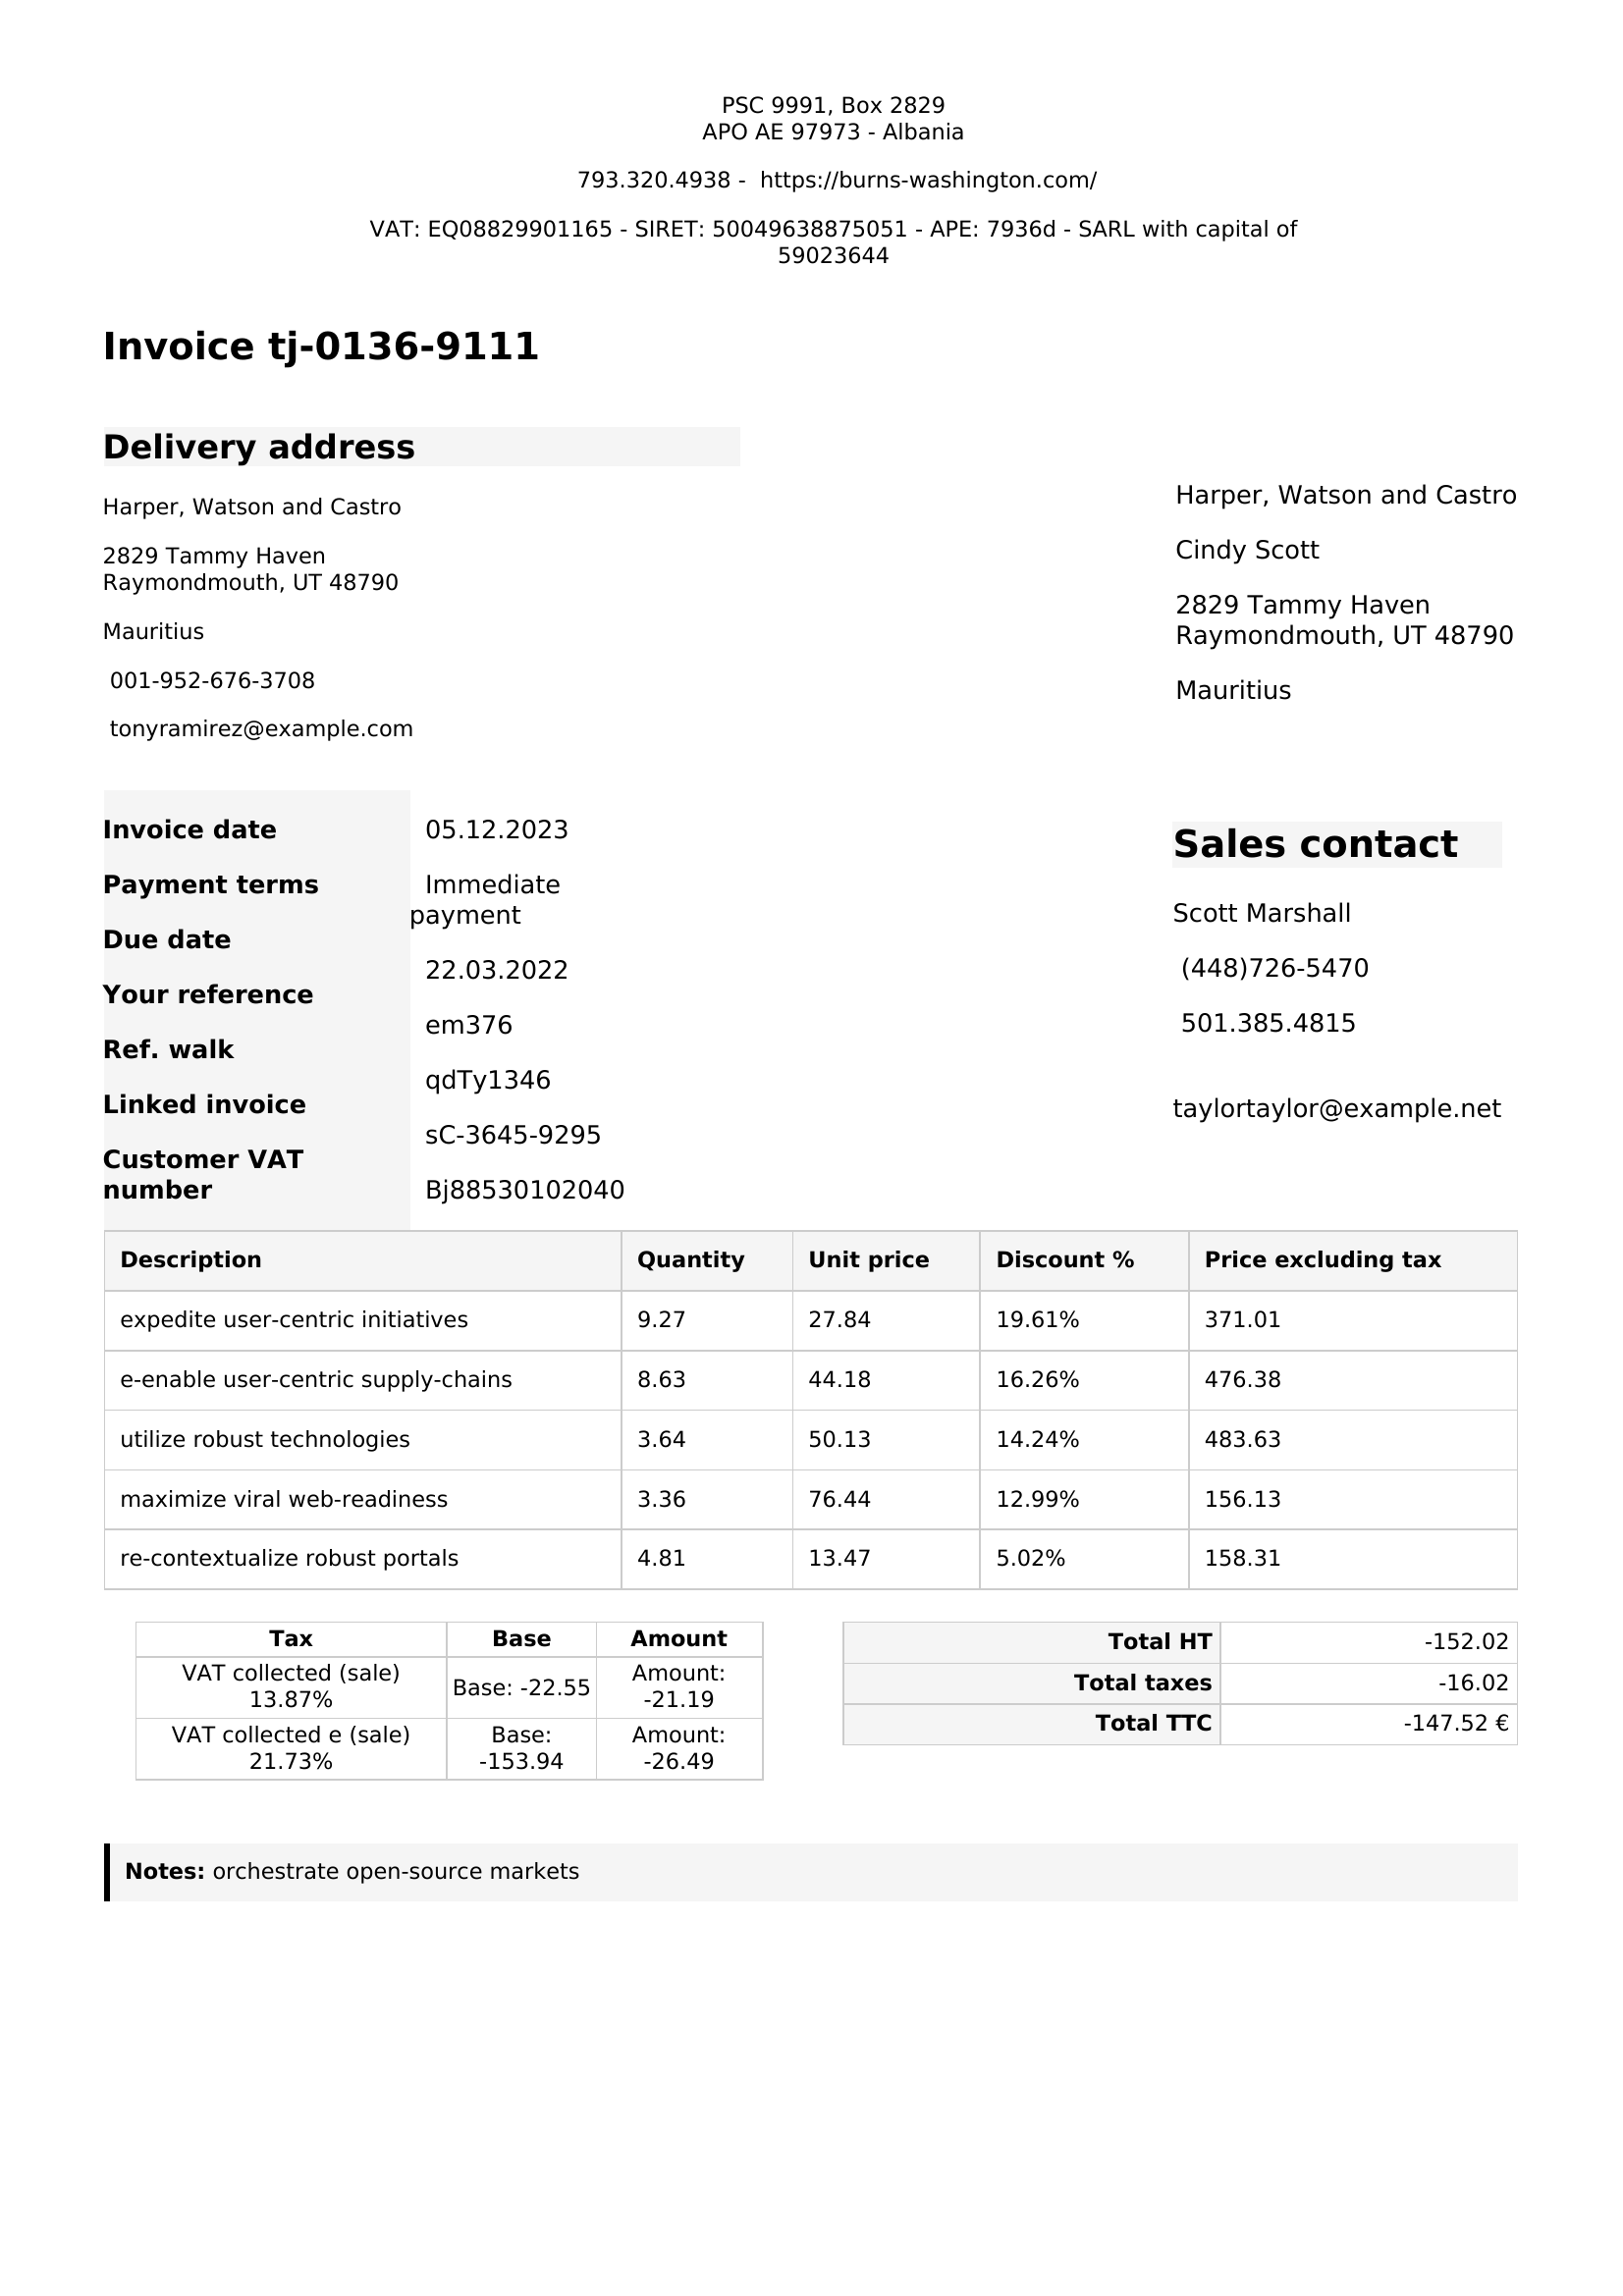 PSC 9991, Box 2829
APO AE 97973 - Albania
793.320.4938 - https://burns-washington.com/
VAT: EQ08829901165 - SIRET: 50049638875051 - APE: 7936d - SARL with capital of
59023644
Invoice tj-0136-9111
Delivery address
Harper, Watson and Castro
2829 Tammy Haven
Raymondmouth, UT 48790
Mauritius
001-952-676-3708
tonyramirez@example.com
Harper, Watson and Castro
Cindy Scott
2829 Tammy Haven
Raymondmouth, UT 48790
Mauritius
Invoice date
Payment terms
Due date
Your reference
Ref. walk
Linked invoice
Customer VAT
number
05.12.2023
Immediate
payment
22.03.2022
em376
qdTy1346
sC-3645-9295
Bj88530102040
Sales contact
Scott Marshall
(448)726-5470
501.385.4815
taylortaylor@example.net
Description Quantity Unit price Discount % Price excluding tax
expedite user-centric initiatives 9.27 27.84 19.61% 371.01
e-enable user-centric supply-chains 8.63 44.18 16.26% 476.38
utilize robust technologies 3.64 50.13 14.24% 483.63
maximize viral web-readiness 3.36 76.44 12.99% 156.13
re-contextualize robust portals 4.81 13.47 5.02% 158.31
Tax Base Amount
VAT collected (sale)
13.87%
Base: -22.55
Amount:
-21.19
VAT collected e (sale)
21.73%
Base:
-153.94
Amount:
-26.49
Total HT -152.02
Total taxes -16.02
Total TTC -147.52 €
Notes: orchestrate open-source markets